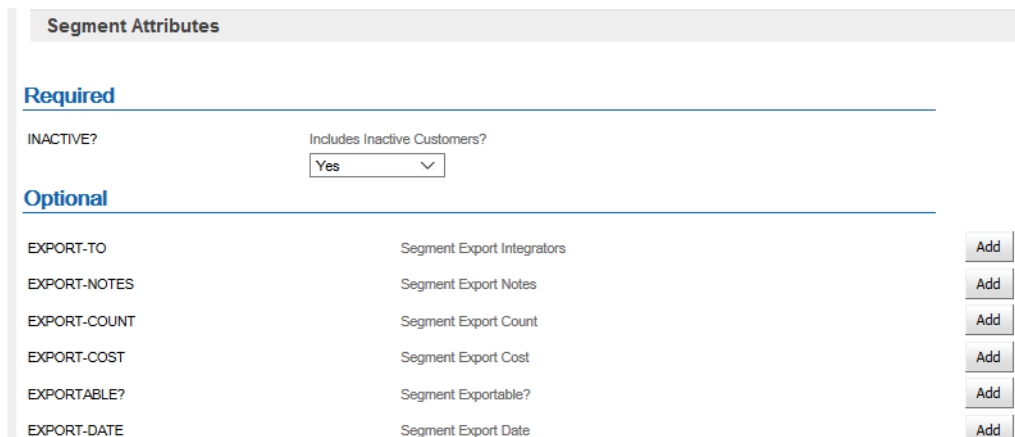 Segment Attributes
Required
INACTIVE? Includes Inactive Customers?
Yes
Optional
EXPORT-TO Segment Export Integrators Add
EXPORT-NOTES Segment Export Notes Add
EXPORT-COUNT Segment Export Count Add
EXPORT-COST Segment Export Cost Add
EXPORTABLE? Segment Exportable? Add
EXPORT-DATE Segment Export Date Add